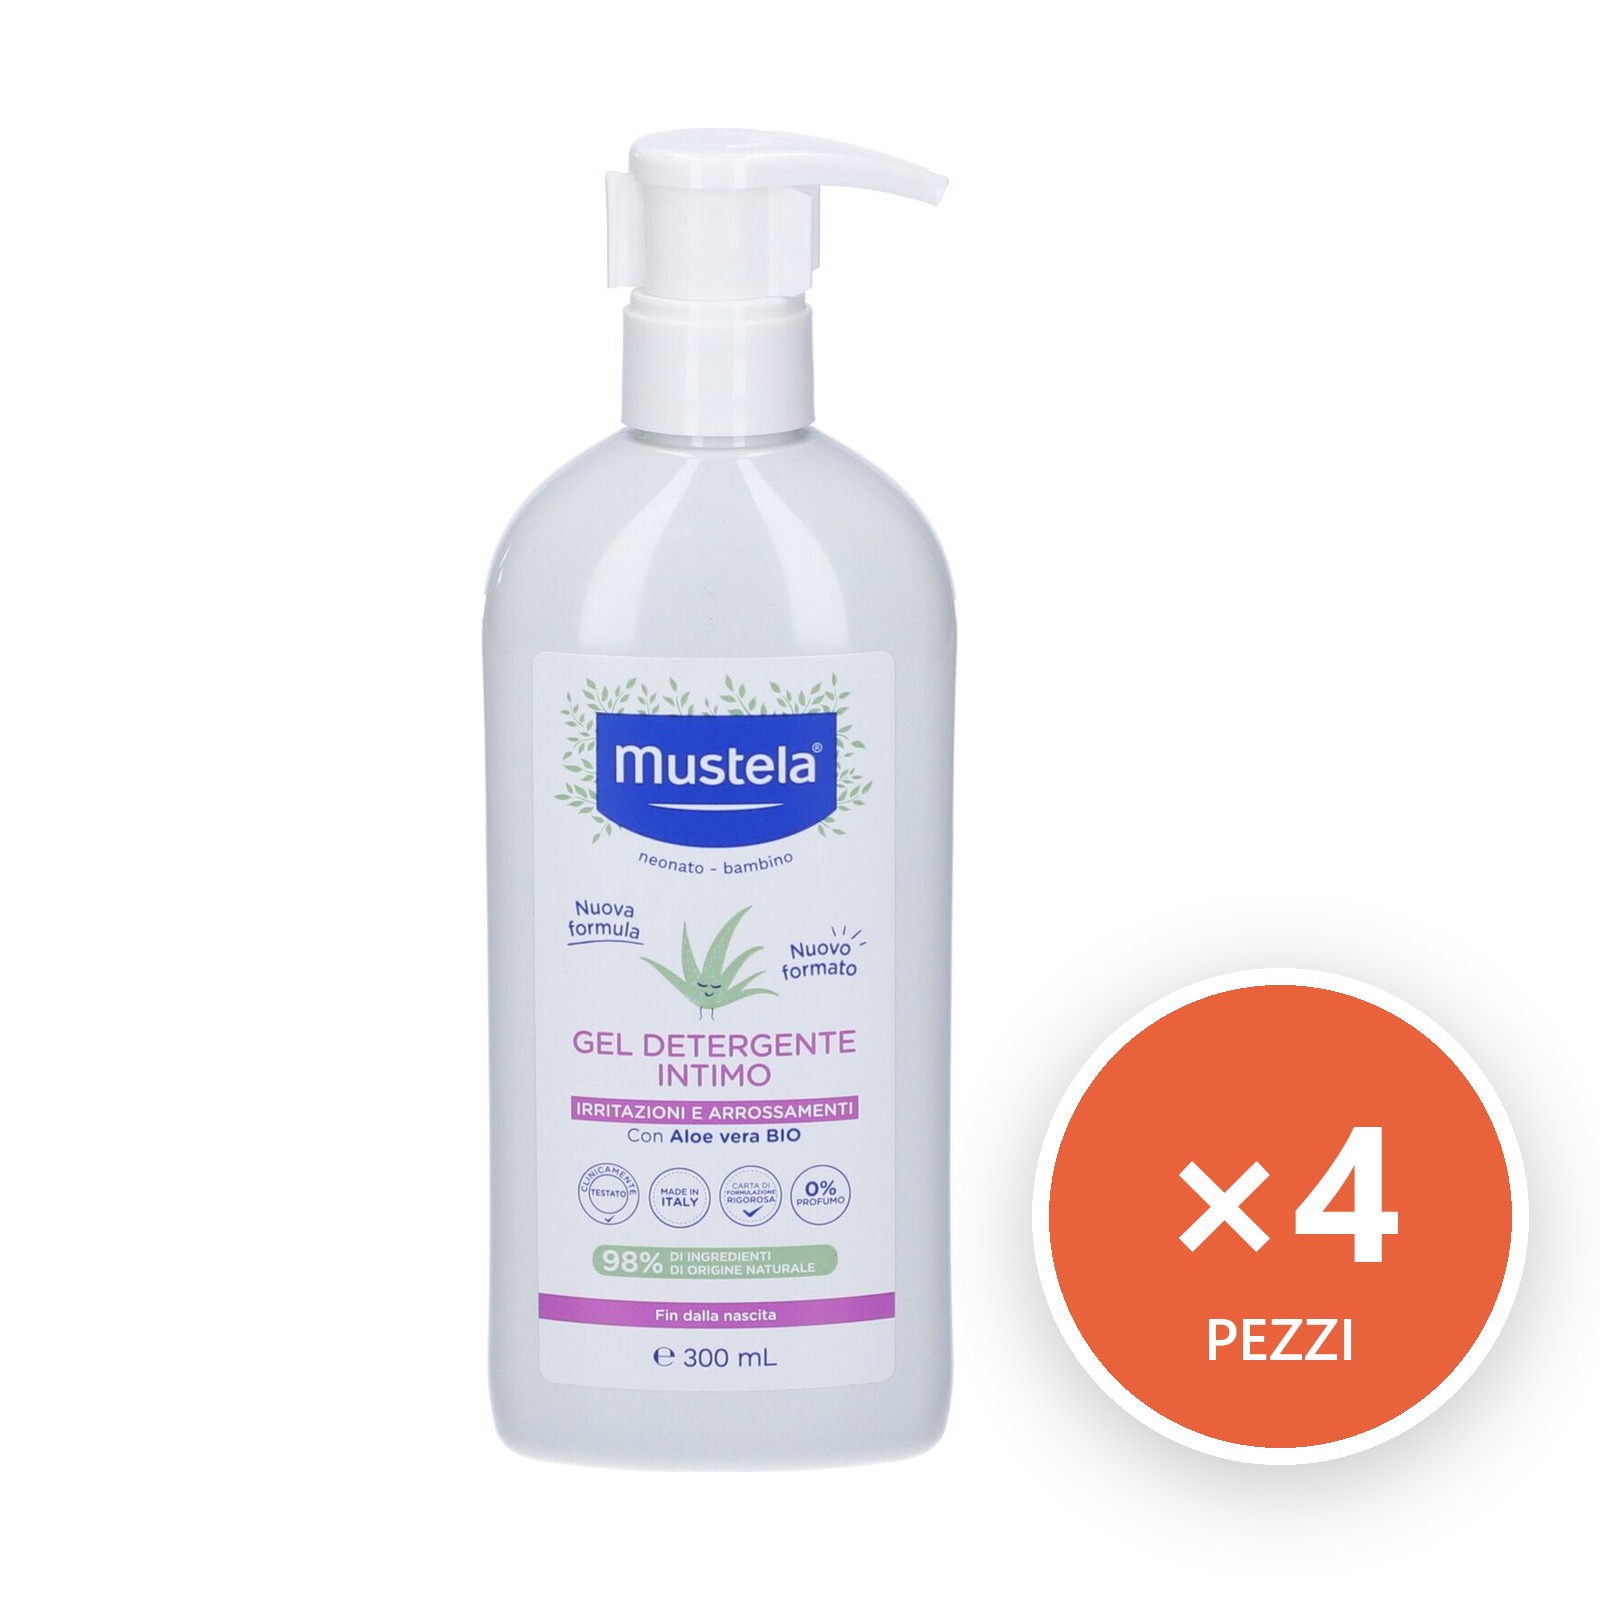 mustela®
neonato - bambino
Nuova
formula
Nuovo
formato
GEL DETERGENTE
INTIMO
IRRITAZIONI E ARROSSAMENTI
Con Aloe vera BIO
CLINICAMENTE
TESTATO
MADE IN
ITALY
CARTA DI
FORMULAZIONE
RIGOROSA
0%
PROFUMO
98% DI INGREDIENTI
DI ORIGINE NATURALE
Fin dalla nascita
℮ 300 mL
×4
PEZZI